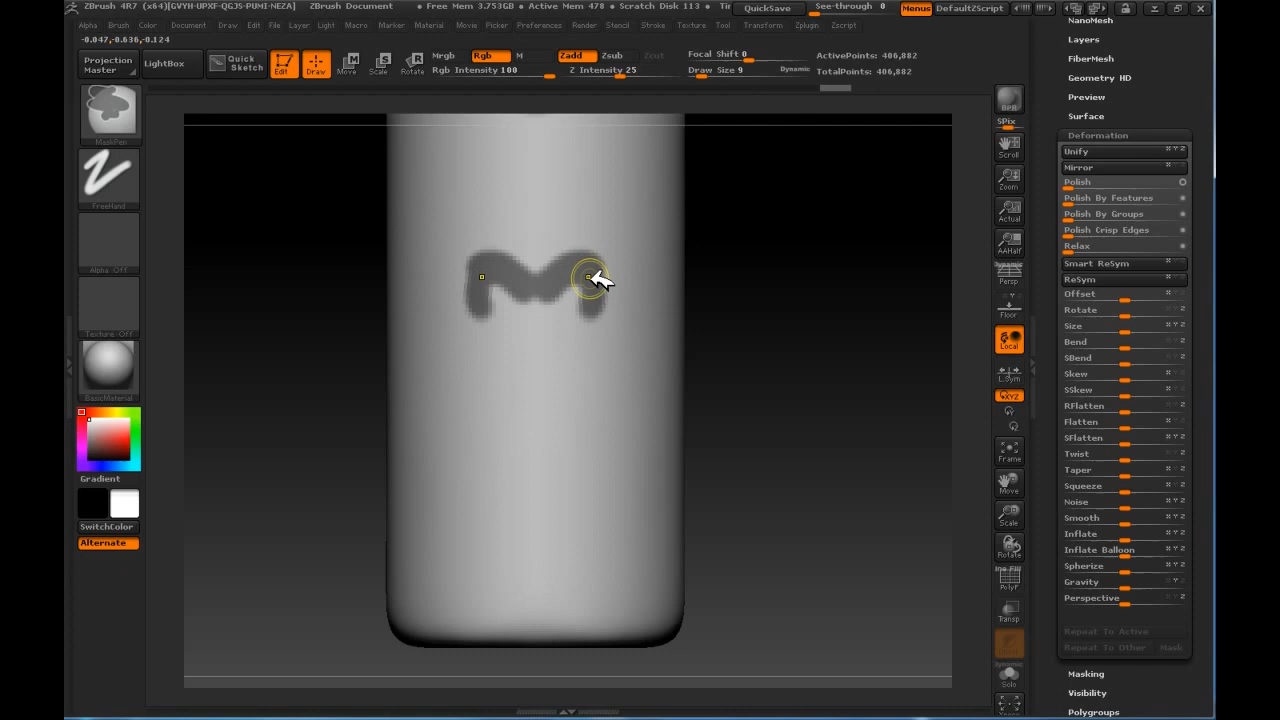 ZBrush 4R7 (x64)[GVYH-UPXF-QGJS-PUMI-NEZA]
ZBrush Document
Free Mem 3.753GB
Active Mem 478
Scratch Disk 113
QuickSave
See-through 0
Menus
DefaultZScript
Alpha
Brush
Color
Document
Draw
Edit
File
Layer
Light
Macro
Marker
Material
Movie
Picker
Preferences
Render
Stencil
Stroke
Texture
Tool
Transform
Zplugin
Zscript
-0.047,-0.636,-0.124
Projection
Master
LightBox
Quick
Sketch
Edit
Draw
Move
Scale
Rotate
Mrgb
Rgb
M
Rgb Intensity 100
Zadd
Zsub
Zcut
Z Intensity 25
Focal Shift 0
Draw Size 9
Dynamic
ActivePoints: 406,882
TotalPoints: 406,882
MaskPen
FreeHand
Alpha Off
Texture Off
BasicMaterial
Gradient
SwitchColor
Alternate
BPR
SPix
Scroll
Zoom
Actual
AAHalf
Dynamic
Persp
Floor
Local
L.Sym
XYZ
Frame
Move
Scale
Rotate
Line Fill
PolyF
Transp
Dynamic
Solo
Xpose
NanoMesh
Layers
FiberMesh
Geometry HD
Preview
Surface
Deformation
Unify
Mirror
Polish
Polish By Features
Polish By Groups
Polish Crisp Edges
Relax
Smart ReSym
ReSym
Offset
Rotate
Size
Bend
SBend
Skew
SSkew
RFlatten
Flatten
SFlatten
Twist
Taper
Squeeze
Noise
Smooth
Inflate
Inflate Balloon
Spherize
Gravity
Perspective
Repeat To Active
Repeat To Other
Mask
Masking
Visibility
Polygroups